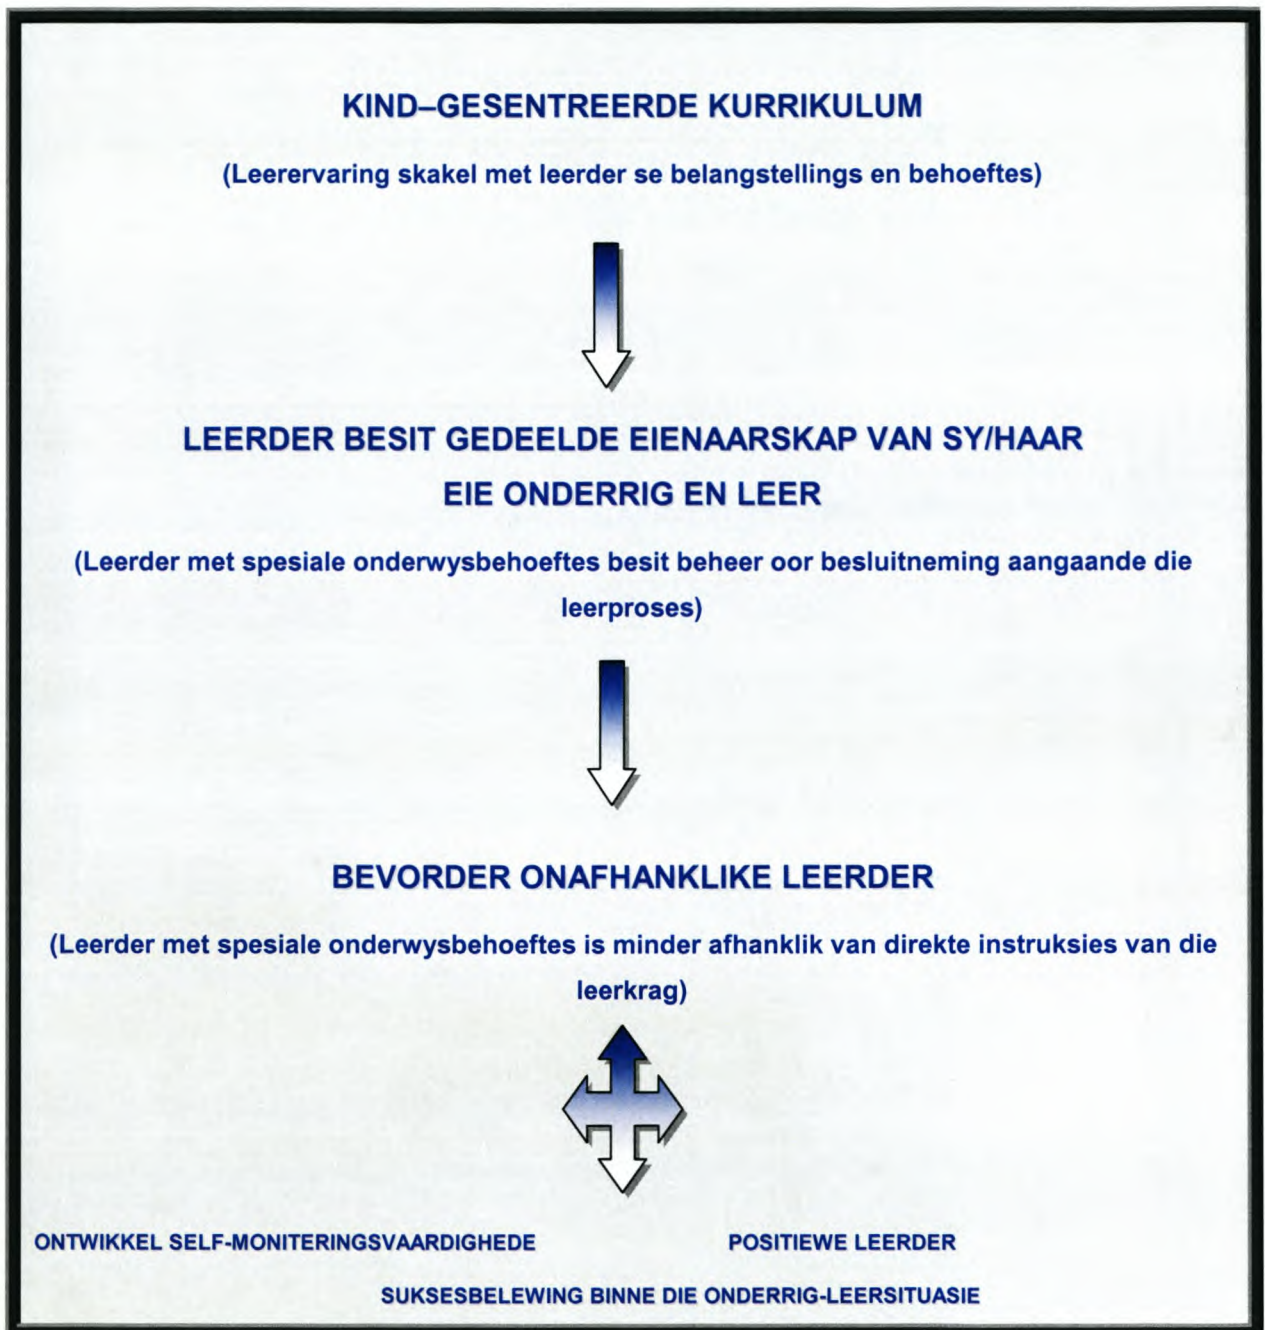 KIND–GESENTREERDE KURRIKULUM
(Leerervaring skakel met leerder se belangstellings en behoeftes)
LEERDER BESIT GEDEELDE EIENAARSKAP VAN SY/HAAR
EIE ONDERRIG EN LEER
(Leerder met spesiale onderwysbehoeftes besit beheer oor besluitneming aangaande die
leerproses)
BEVORDER ONAFHANKLIKE LEERDER
(Leerder met spesiale onderwysbehoeftes is minder afhanklik van direkte instruksies van die
leerkrag)
ONTWIKKEL SELF-MONITERINGSVAARDIGHEDE POSITIEWE LEERDER
SUKSESBELEWING BINNE DIE ONDERRIG-LEERSITUASIE